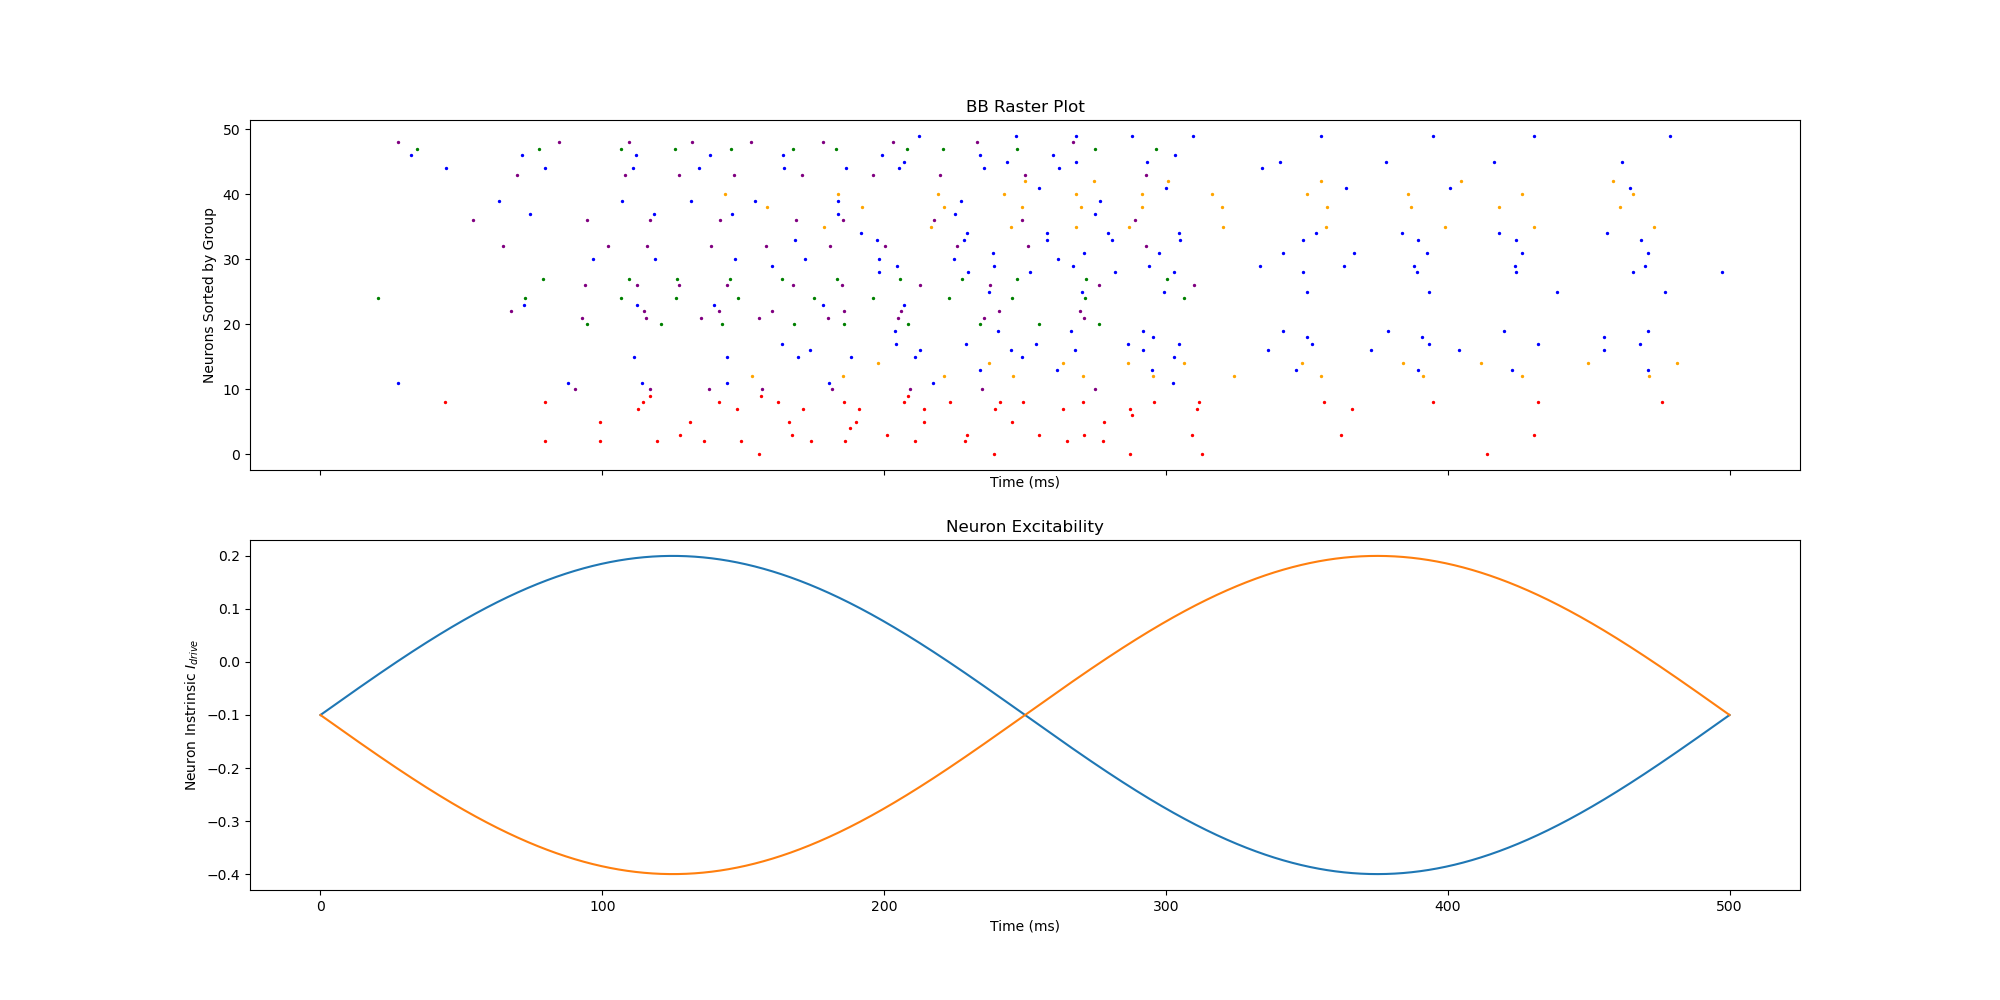 BB Raster Plot
Neurons Sorted by Group
50
40
30
20
10
0
Time (ms)
Neuron Excitability
Neuron Instrinsic I_drive
0.2
0.1
0.0
−0.1
−0.2
−0.3
−0.4
0 100 200 300 400 500
Time (ms)